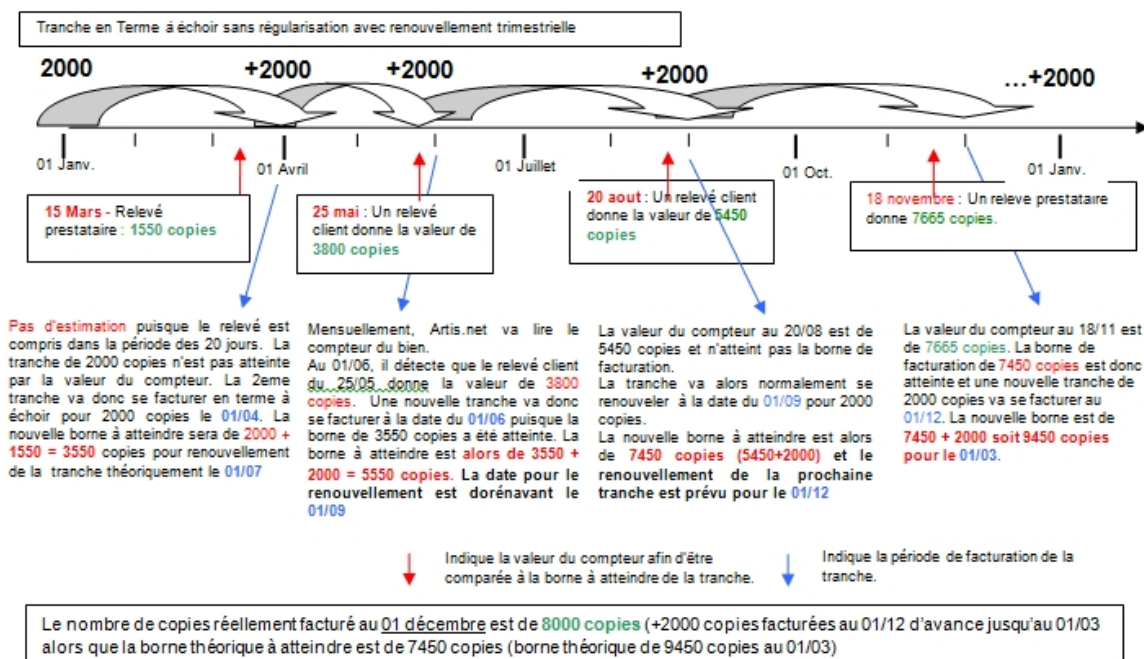 Tranche en Terme à échoir sans régularisation avec renouvellement trimestrielle
2000
+2000
+2000
+2000
...+2000
01 Janv.
01 Avril
01 Juillet
01 Oct.
01 Janv.
15 Mars - Relevé
prestataire : 1550 copies
25 mai : Un relevé
client donne la valeur de
3800 copies
20 aout : Un relevé client
donne la valeur de 5450
copies
18 novembre : Un releve prestataire
donne 7665 copies.
Pas d'estimation puisque le relevé est
compris dans la période des 20 jours. La
tranche de 2000 copies n'est pas atteinte
par la valeur du compteur. La 2eme
tranche va donc se facturer en terme à
échoir pour 2000 copies le 01/04. La
nouvelle borne à atteindre sera de 2000 +
1550 = 3550 copies pour renouvellement
de la tranche théoriquement le 01/07
Mensuellement, Artis.net va lire le
compteur du bien.
Au 01/06, il détecte que le relevé client
du 25/05 donne la valeur de 3800
copies. Une nouvelle tranche va donc
se facturer à la date du 01/06 puisque la
borne de 3550 copies a été atteinte. La
borne à atteindre est alors de 3550 +
2000 = 5550 copies. La date pour le
renouvellement est dorénavant le
01/09
La valeur du compteur au 20/08 est de
5450 copies et n'atteint pas la borne de
facturation.
La tranche va alors normalement se
renouveler à la date du 01/09 pour 2000
copies.
La nouvelle borne à atteindre est alors
de 7450 copies (5450+2000) et le
renouvellement de la prochaine
tranche est prévu pour le 01/12
La valeur du compteur au 18/11 est
de 7665 copies. La borne de
facturation de 7450 copies est donc
atteinte et une nouvelle tranche de
2000 copies va se facturer au
01/12. La nouvelle borne est de
7450 + 2000 soit 9450 copies
pour le 01/03.
Indique la valeur du compteur afin d'être
comparée à la borne à atteindre de la tranche.
Indique la période de facturation de la
tranche.
Le nombre de copies réellement facturé au 01 décembre est de 8000 copies (+2000 copies facturées au 01/12 d'avance jusqu'au 01/03
alors que la borne théorique à atteindre est de 7450 copies (borne théorique de 9450 copies au 01/03)